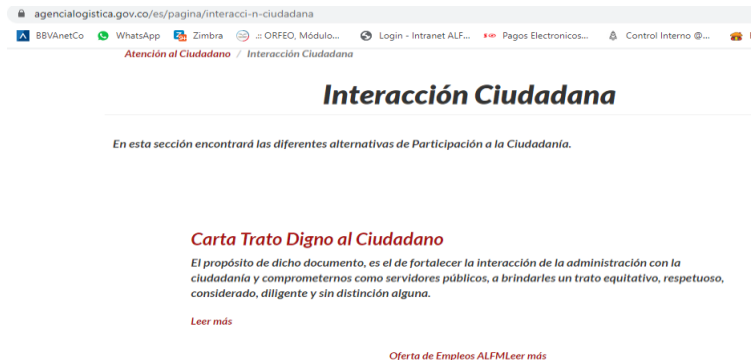 agencialogistica.gov.co/es/pagina/interacci-n-ciudadana
BBVAnetCo WhatsApp Zimbra .:: ORFEO, Módulo... Login - Intranet ALF... Pagos Electronicos... Control Interno @...
Atención al Ciudadano / Interacción Ciudadana
Interacción Ciudadana
En esta sección encontrará las diferentes alternativas de Participación a la Ciudadanía.
Carta Trato Digno al Ciudadano
El propósito de dicho documento, es el de fortalecer la interacción de la administración con la
ciudadanía y comprometernos como servidores públicos, a brindarles un trato equitativo, respetuoso,
considerado, diligente y sin distinción alguna.
Leer más
Oferta de Empleos ALFMLeer más